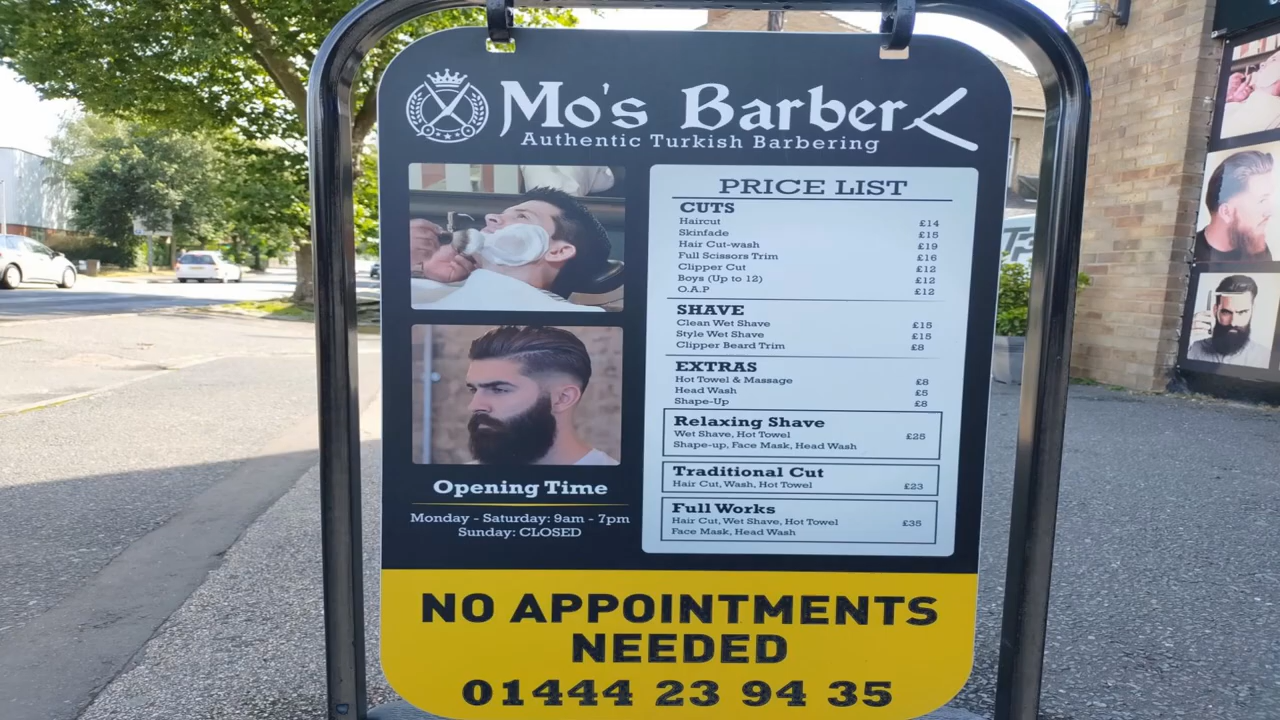 Mo's Barber
Authentic Turkish Barbering
PRICE LIST
CUTS
Haircut £14
Skinfade £15
Hair Cut-wash £19
Full Scissors Trim £16
Clipper Cut £12
Boys (Up to 12) £12
O.A.P £12
SHAVE
Clean Wet Shave £15
Style Wet Shave £15
Clipper Beard Trim £8
EXTRAS
Hot Towel & Massage £8
Head Wash £5
Shape-Up £8
Relaxing Shave
Wet Shave, Hot Towel £25
Shape-up, Face Mask, Head Wash
Traditional Cut
Hair Cut, Wash, Hot Towel £23
Full Works
Hair Cut, Wet Shave, Hot Towel £35
Face Mask, Head Wash
Opening Time
Monday - Saturday: 9am - 7pm
Sunday: CLOSED
NO APPOINTMENTS
NEEDED
01444 23 94 35